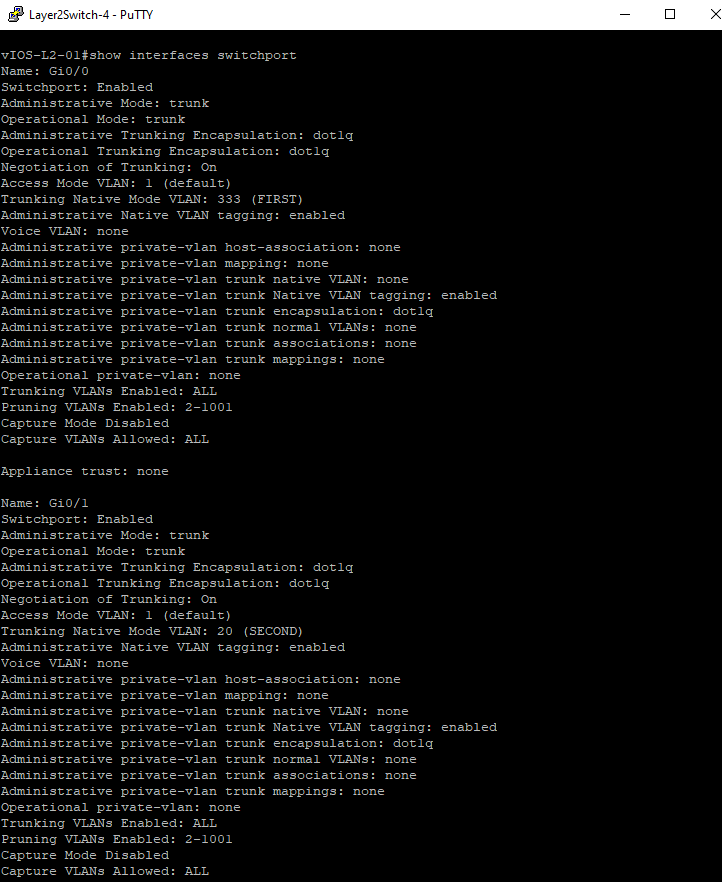 Layer2Switch-4 - PuTTY
vIOS-L2-01#show interfaces switchport
Name: Gi0/0
Switchport: Enabled
Administrative Mode: trunk
Operational Mode: trunk
Administrative Trunking Encapsulation: dot1q
Operational Trunking Encapsulation: dot1q
Negotiation of Trunking: On
Access Mode VLAN: 1 (default)
Trunking Native Mode VLAN: 333 (FIRST)
Administrative Native VLAN tagging: enabled
Voice VLAN: none
Administrative private-vlan host-association: none
Administrative private-vlan mapping: none
Administrative private-vlan trunk native VLAN: none
Administrative private-vlan trunk Native VLAN tagging: enabled
Administrative private-vlan trunk encapsulation: dot1q
Administrative private-vlan trunk normal VLANs: none
Administrative private-vlan trunk associations: none
Administrative private-vlan trunk mappings: none
Operational private-vlan: none
Trunking VLANs Enabled: ALL
Pruning VLANs Enabled: 2-1001
Capture Mode Disabled
Capture VLANs Allowed: ALL
Appliance trust: none
Name: Gi0/1
Switchport: Enabled
Administrative Mode: trunk
Operational Mode: trunk
Administrative Trunking Encapsulation: dot1q
Operational Trunking Encapsulation: dot1q
Negotiation of Trunking: On
Access Mode VLAN: 1 (default)
Trunking Native Mode VLAN: 20 (SECOND)
Administrative Native VLAN tagging: enabled
Voice VLAN: none
Administrative private-vlan host-association: none
Administrative private-vlan mapping: none
Administrative private-vlan trunk native VLAN: none
Administrative private-vlan trunk Native VLAN tagging: enabled
Administrative private-vlan trunk encapsulation: dot1q
Administrative private-vlan trunk normal VLANs: none
Administrative private-vlan trunk associations: none
Administrative private-vlan trunk mappings: none
Operational private-vlan: none
Trunking VLANs Enabled: ALL
Pruning VLANs Enabled: 2-1001
Capture Mode Disabled
Capture VLANs Allowed: ALL